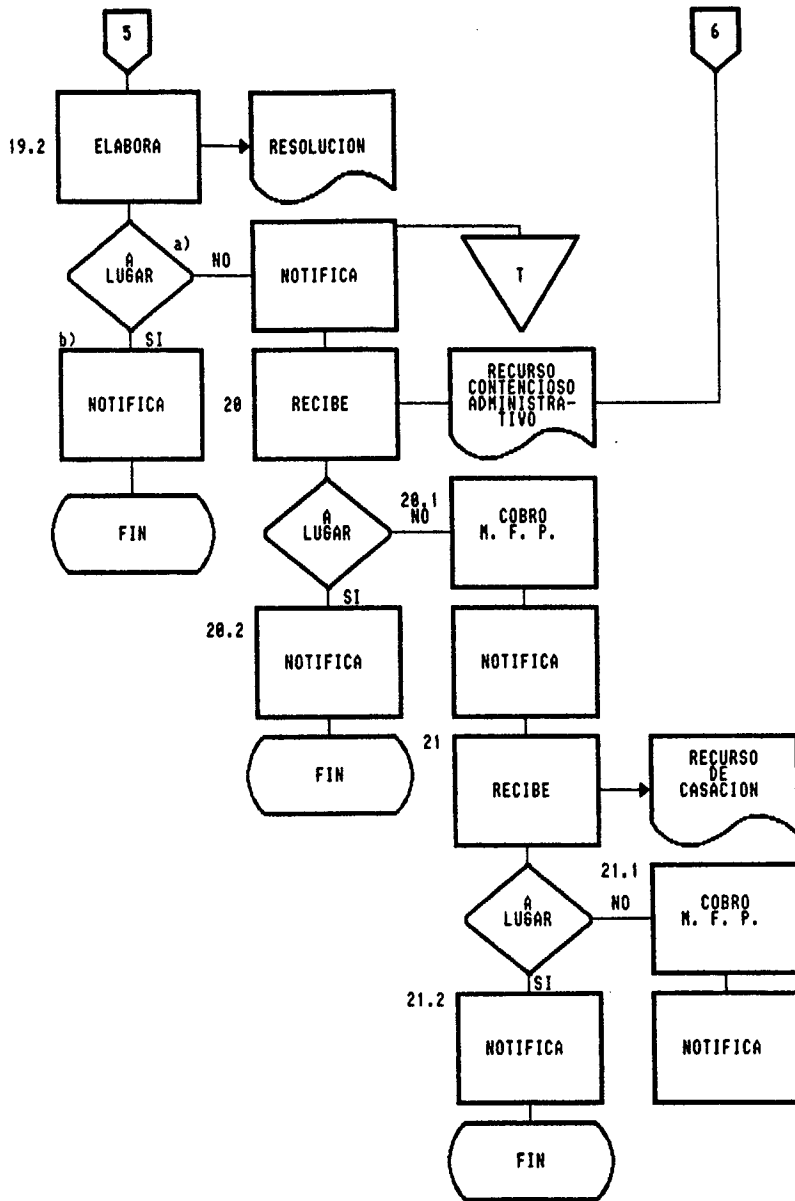 5
6
19.2
ELABORA
RESOLUCION
A
LUGAR
a)
NO
NOTIFICA
T
b)
SI
NOTIFICA
20
RECIBE
RECURSO
CONTENCIOSO
ADMINISTRA-
TIVO
FIN
A
LUGAR
20.1
NO
COBRO
M. F. P.
SI
20.2
NOTIFICA
NOTIFICA
FIN
21
RECIBE
RECURSO
DE
CASACION
A
LUGAR
21.1
NO
COBRO
M. F. P.
SI
21.2
NOTIFICA
NOTIFICA
FIN